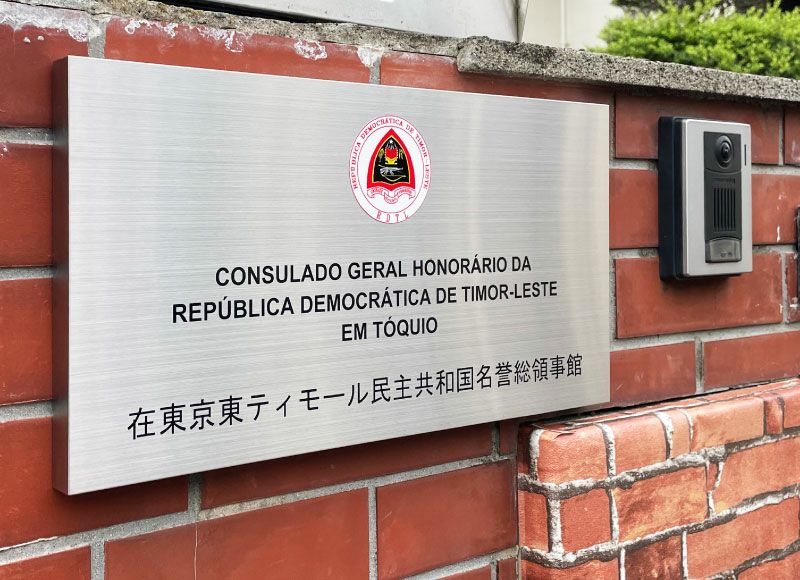 REPÚBLICA DEMOCRÁTICA DE TIMOR-LESTE
RDTL
CONSULADO GERAL HONORÁRIO DA
REPÚBLICA DEMOCRÁTICA DE TIMOR-LESTE
EM TÓQUIO
在東京東ティモール民主共和国名誉総領事館